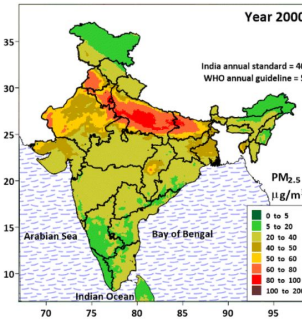 Year 2000
India annual standard = 40
WHO annual guideline = 5
PM2.5
μg/m
0 to 5
5 to 20
20 to 40
40 to 50
50 to 60
60 to 80
80 to 100
100 to 200
Arabian Sea
Bay of Bengal
Indian Ocean
35
30
25
20
15
10
70
75
80
85
90
95